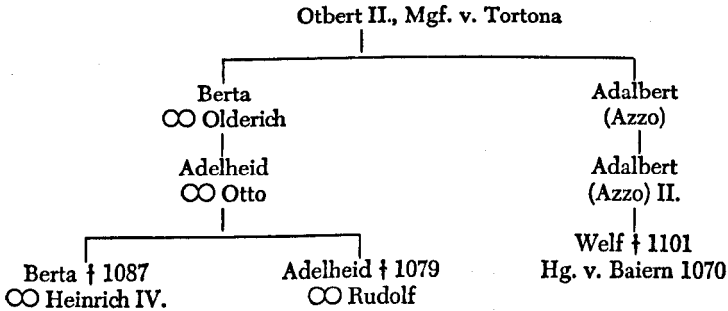 Otbert II., Mgf. v. Tortona
Berta
⚭ Olderich
Adalbert
(Azzo)
Adelheid
⚭ Otto
Adalbert
(Azzo) II.
Berta † 1087
⚭ Heinrich IV.
Adelheid † 1079
⚭ Rudolf
Welf † 1101
Hg. v. Baiern 1070